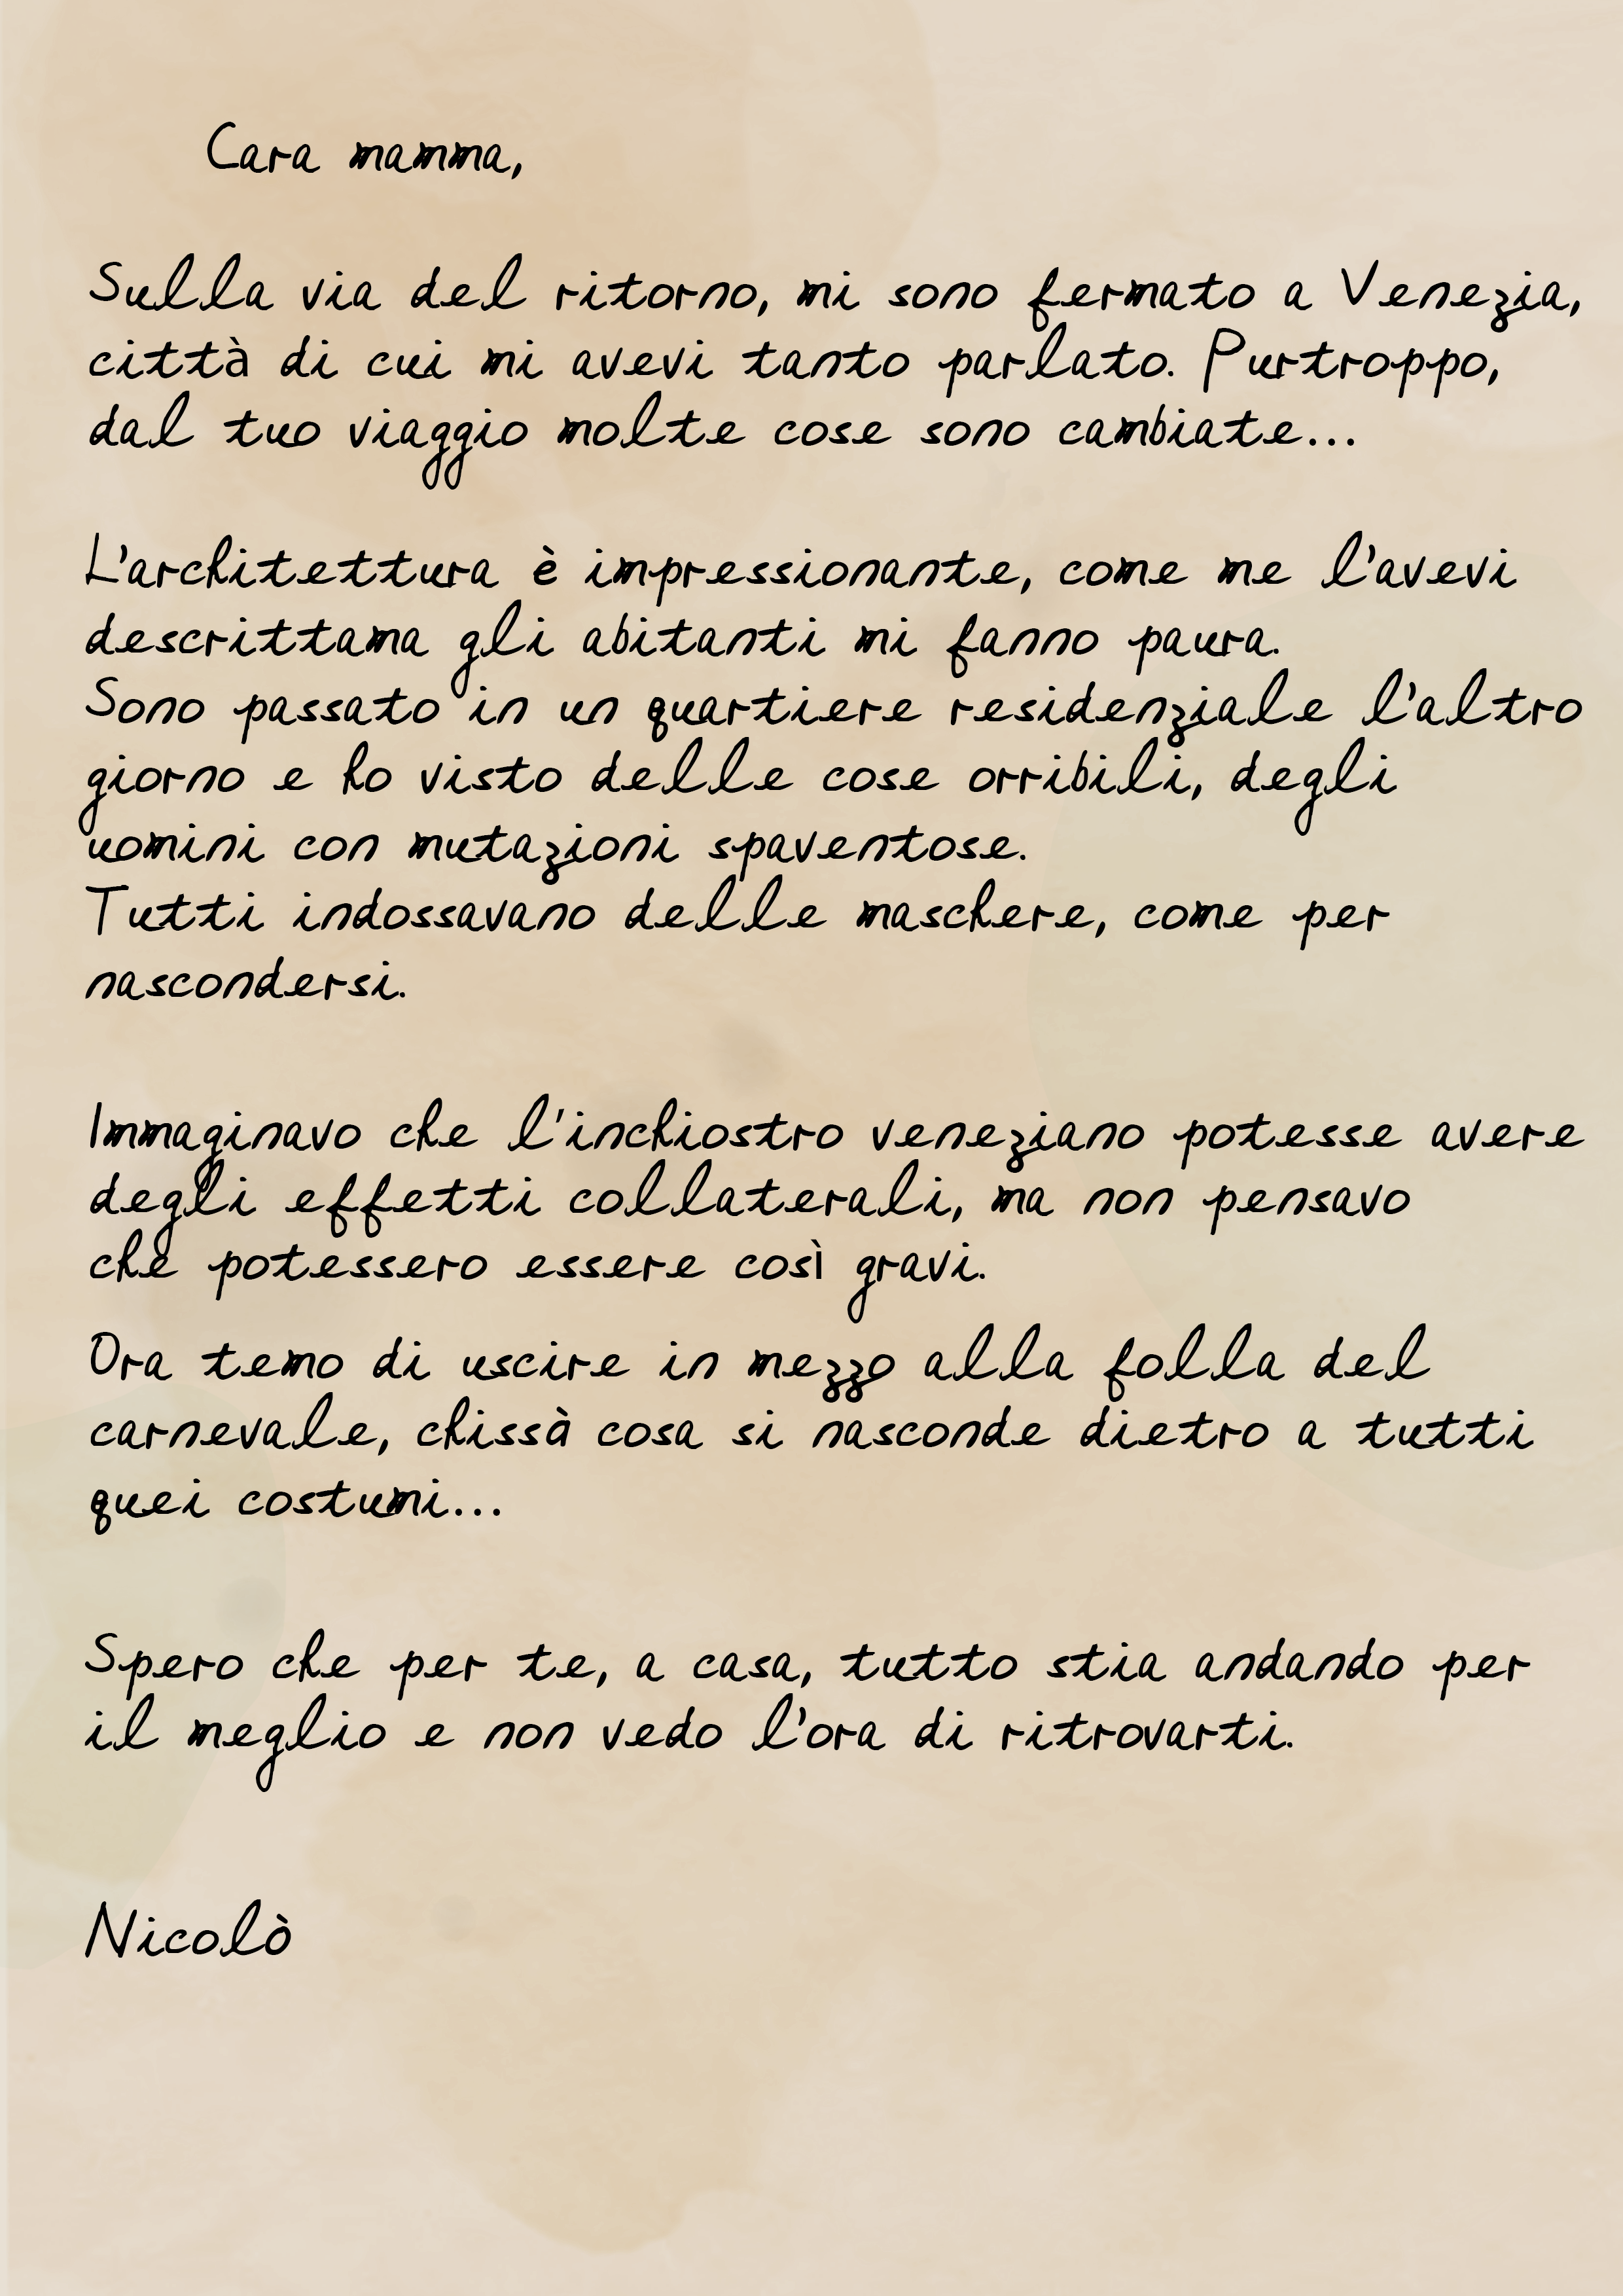 Cara mamma,
Sulla via del ritorno, mi sono fermato a Venezia,
città di cui mi avevi tanto parlato. Purtroppo,
dal tuo viaggio molte cose sono cambiate...
L'architettura è impressionante, come me l'avevi
descrittama gli abitanti mi fanno paura.
Sono passato in un quartiere residenziale l'altro
giorno e ho visto delle cose orribili, degli
uomini con mutazioni spaventose.
Tutti indossavano delle maschere, come per
nascondersi.
Immaginavo che l'inchiostro veneziano potesse avere
degli effetti collaterali, ma non pensavo
che potessero essere così gravi.
Ora temo di uscire in mezzo alla folla del
carnevale, chissà cosa si nasconde dietro a tutti
quei costumi...
Spero che per te, a casa, tutto stia andando per
il meglio e non vedo l'ora di ritrovarti.
Nicolò